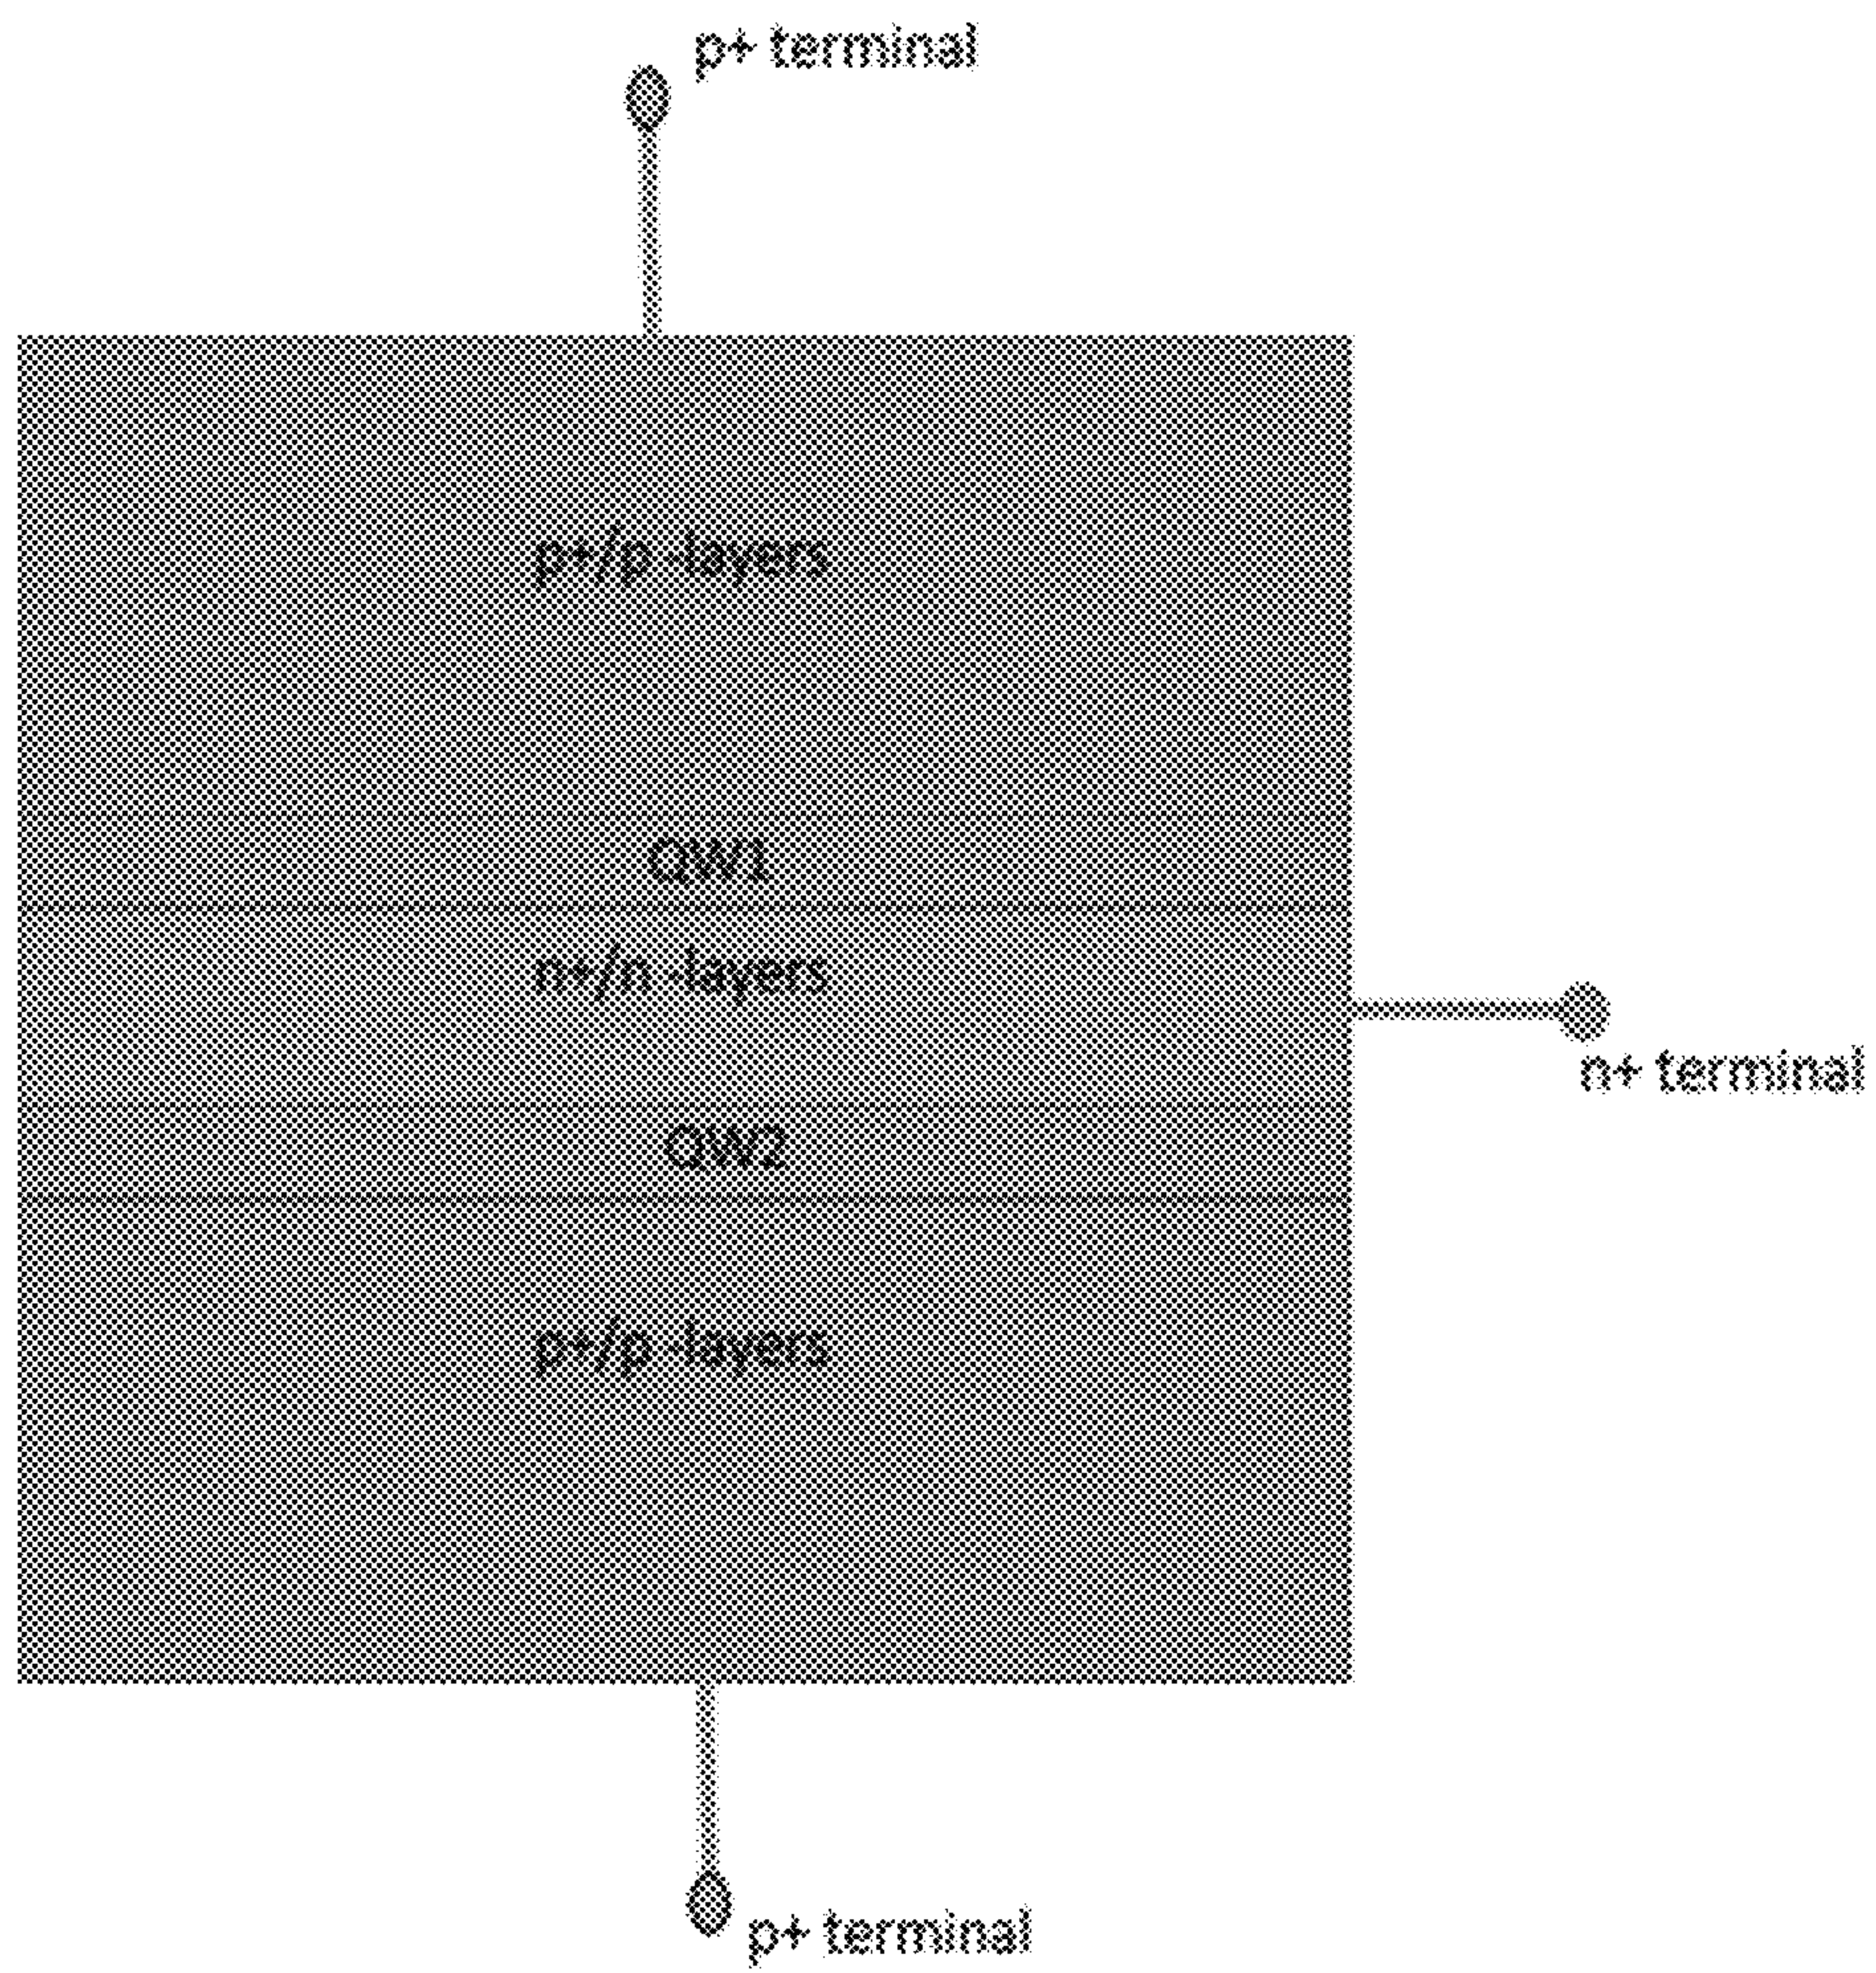 p+ terminal
p+/p -layers
QW1
n+/n -layers
n+ terminal
QW2
p+/p -layers
p+ terminal